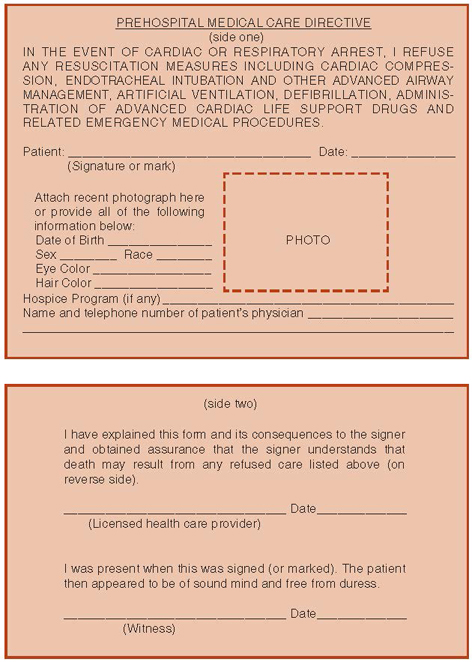 PREHOSPITAL MEDICAL CARE DIRECTIVE
(side one)
IN THE EVENT OF CARDIAC OR RESPIRATORY ARREST, I REFUSE
ANY RESUSCITATION MEASURES INCLUDING CARDIAC COMPRES-
SION, ENDOTRACHEAL INTUBATION AND OTHER ADVANCED AIRWAY
MANAGEMENT, ARTIFICIAL VENTILATION, DEFIBRILLATION, ADMINIS-
TRATION OF ADVANCED CARDIAC LIFE SUPPORT DRUGS AND
RELATED EMERGENCY MEDICAL PROCEDURES.
Patient: ______________________________ Date: ______________
(Signature or mark)
Attach recent photograph here
or provide all of the following
information below:
Date of Birth ______________
Sex ________ Race ________
Eye Color ________________
Hair Color ________________
PHOTO
Hospice Program (if any)______________________________
Name and telephone number of patient's physician ____________________
______________________________________________
(side two)
I have explained this form and its consequences to the signer
and obtained assurance that the signer understands that
death may result from any refused care listed above (on
reverse side).
______________________________ Date____________
(Licensed health care provider)
I was present when this was signed (or marked). The patient
then appeared to be of sound mind and free from duress.
______________________________ Date____________
(Witness)